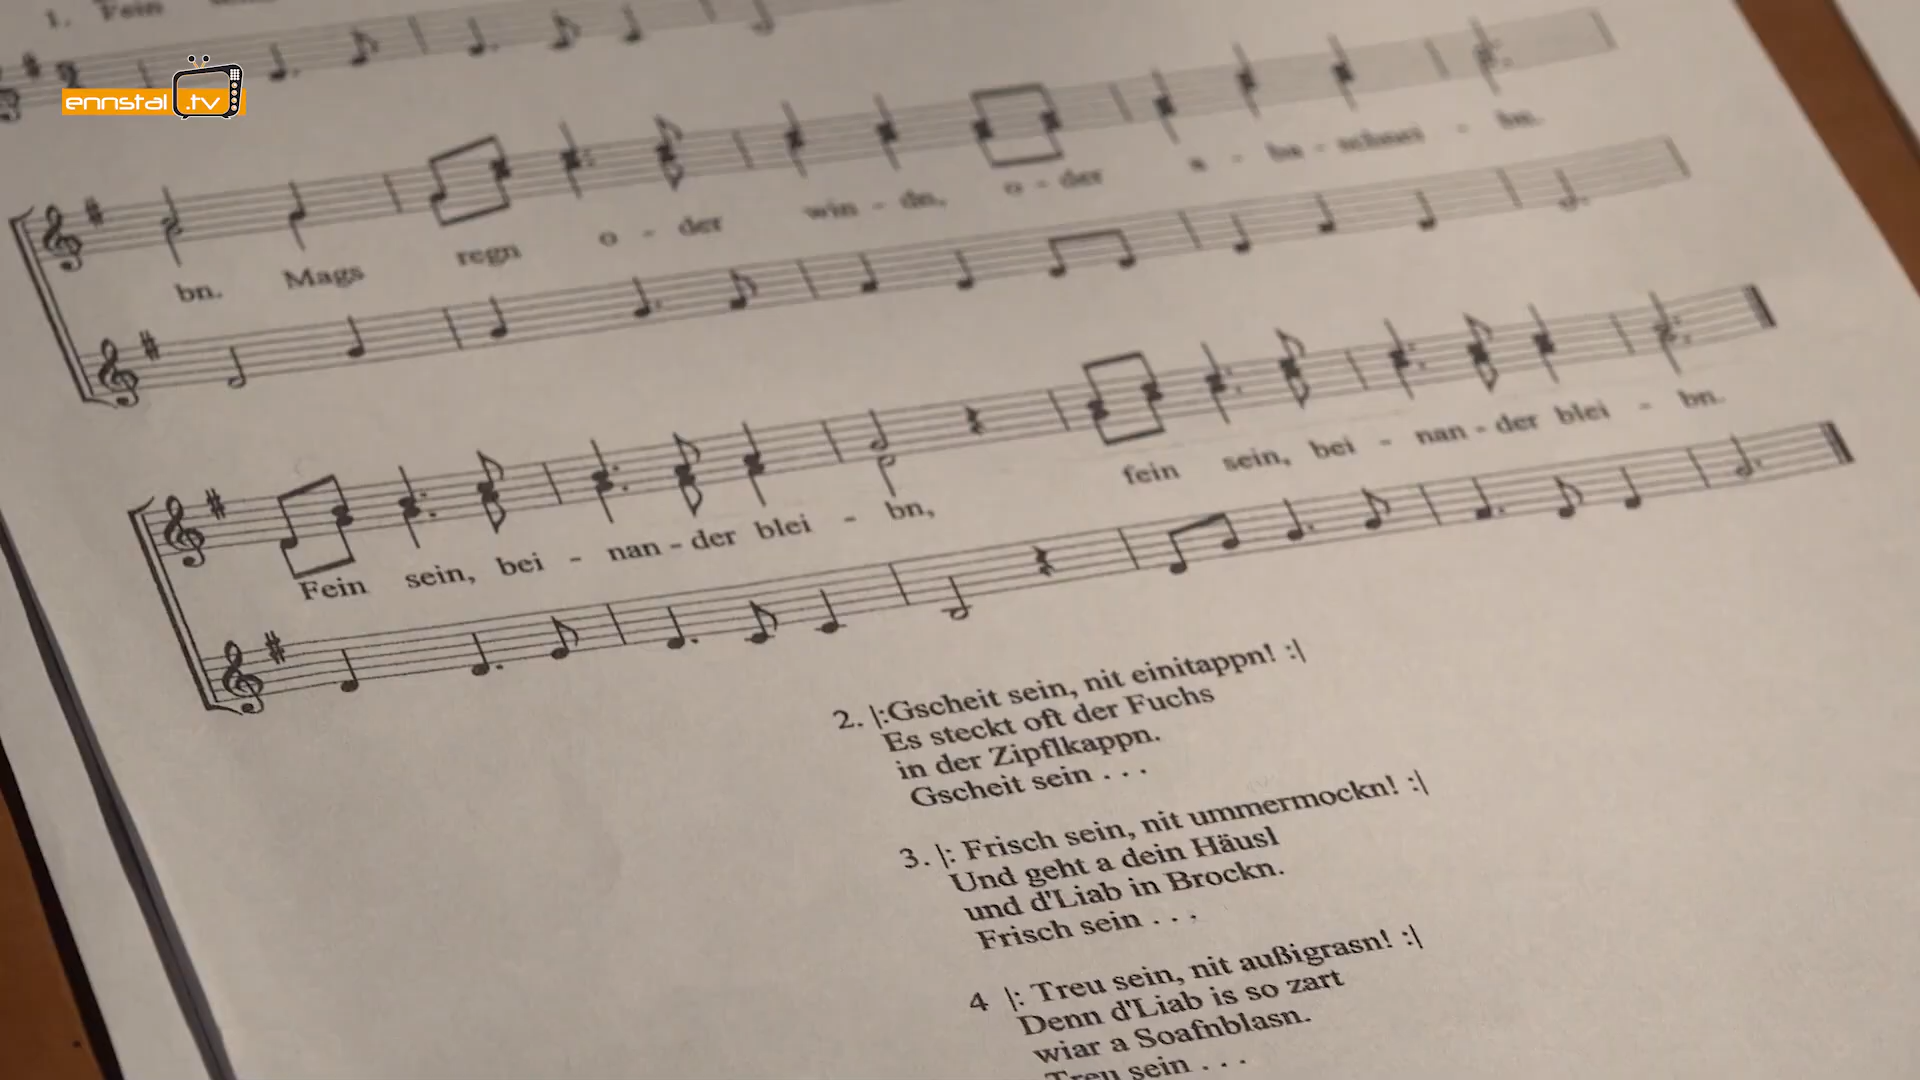 1. Fein
ennstal .tv
bn. Mags regn o - der win - dn, o - der a - ba - schnei - bn.
Fein sein, bei - nan - der blei - bn, fein sein, bei - nan - der blei - bn.
2. |:Gscheit sein, nit einitappn! :|
Es steckt oft der Fuchs
in der Zipflkappn.
Gscheit sein . . .
3. |: Frisch sein, nit ummermockn! :|
Und geht a dein Häusl
und d'Liab in Brockn.
Frisch sein . . .
4 |: Treu sein, nit außigrasn! :|
Denn d'Liab is so zart
wiar a Soafnblasn.
Treu sein . . .